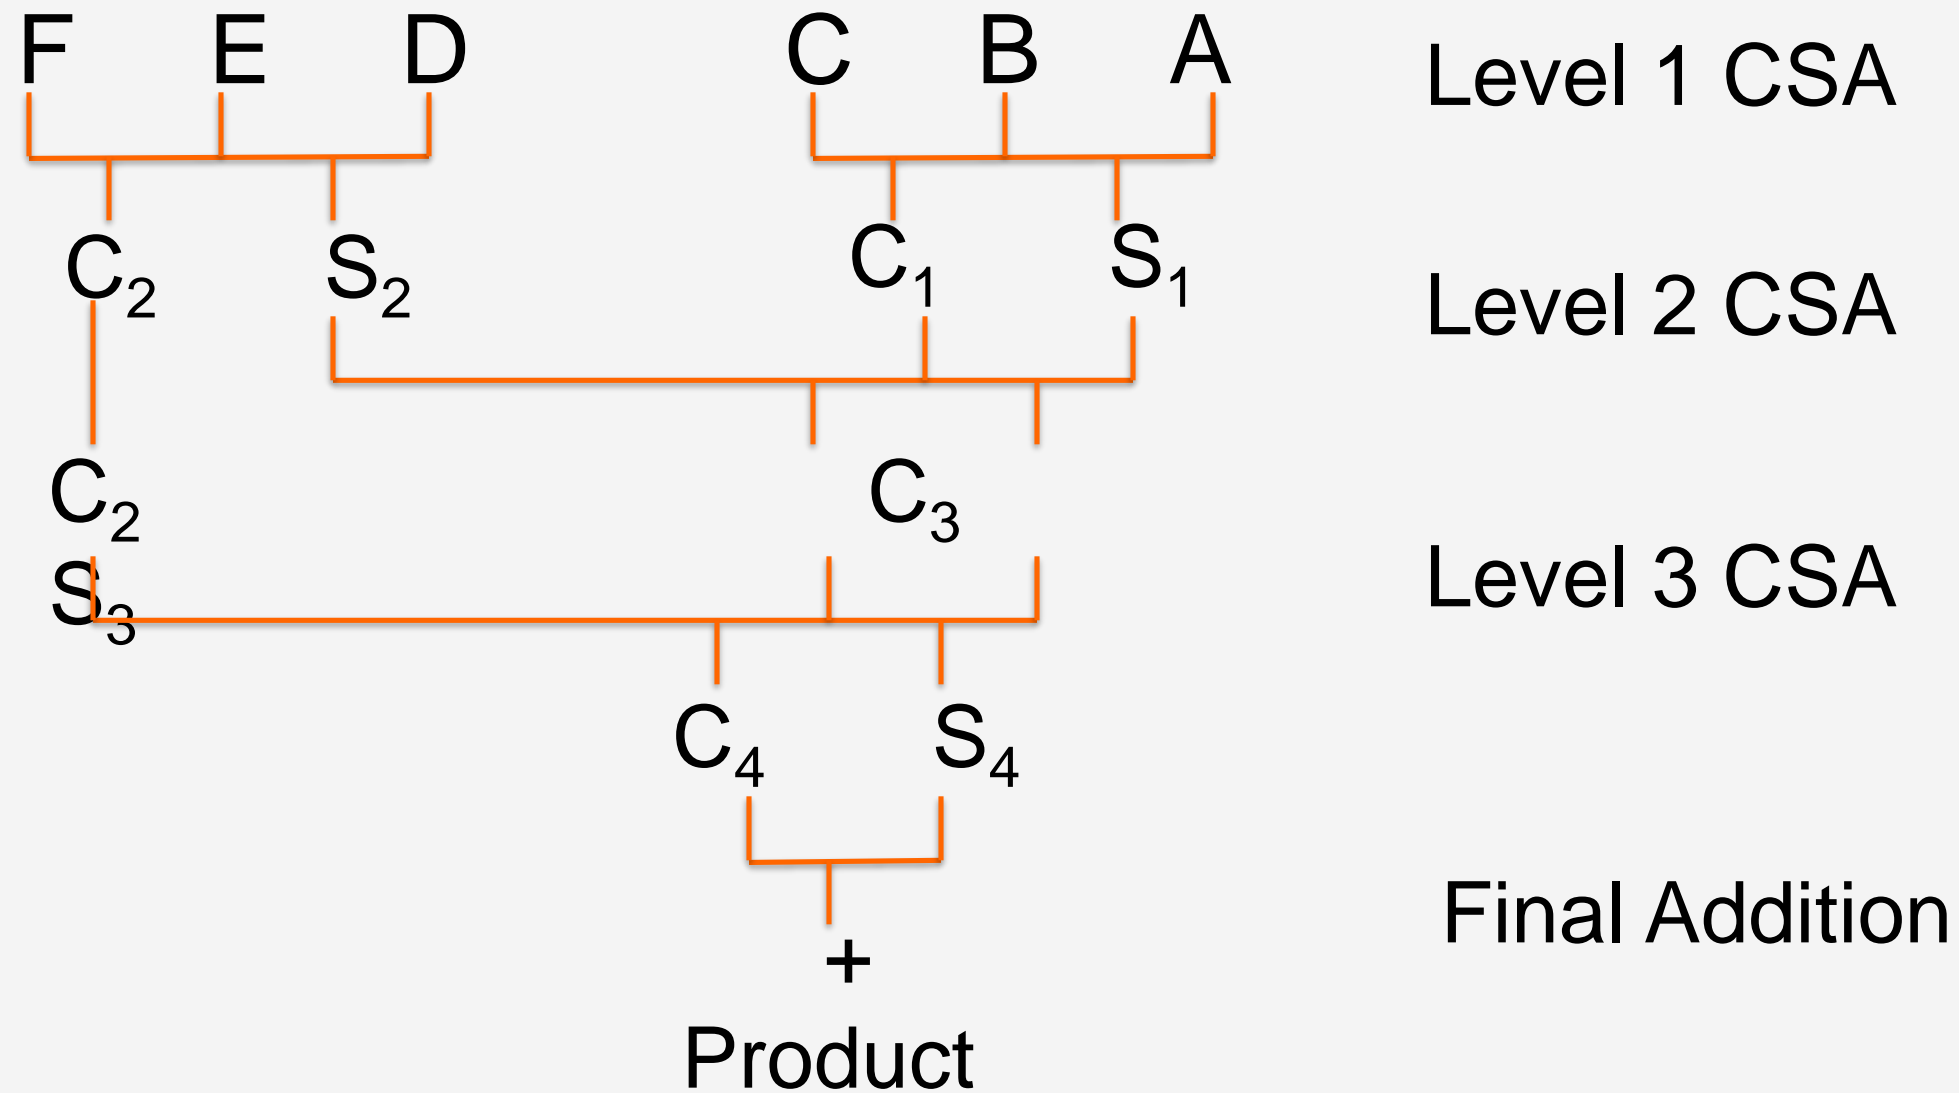 F E D C B A Level 1 CSA
C₂ S₂ C₁ S₁ Level 2 CSA
C₂ C₃
S₃ Level 3 CSA
C₄ S₄
Final Addition
+
Product